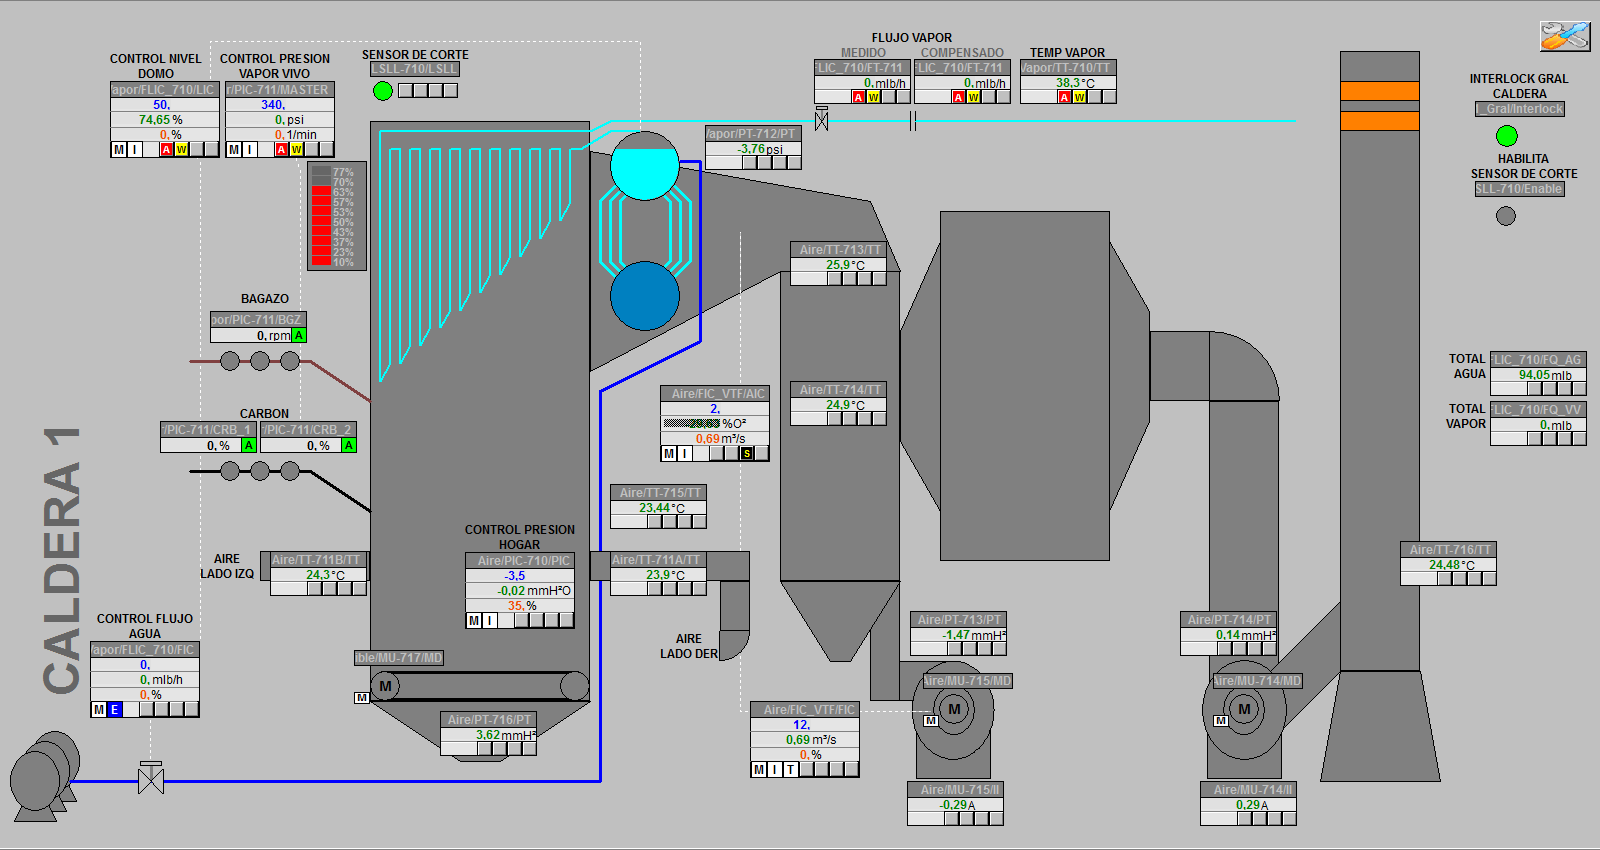 CONTROL NIVEL
DOMO
Vapor/FLIC_710/LIC
50,
74,65 %
0, %
M I A W
CONTROL PRESION
VAPOR VIVO
r/PIC-711/MASTER
340,
0, psi
0, 1/min
M I A W
SENSOR DE CORTE
LSLL-710/LSLL
FLUJO VAPOR
MEDIDO
FLIC_710/FT-711
0, mlb/h
A W
COMPENSADO
FLIC_710/FT-711
0, mlb/h
A W
TEMP VAPOR
Vapor/TT-710/TT
38,3 °C
A W
INTERLOCK GRAL
CALDERA
_Gral/Interlock
HABILITA
SENSOR DE CORTE
SLL-710/Enable
Vapor/PT-712/PT
-3,76 psi
77%
70%
63%
57%
53%
50%
43%
37%
23%
10%
BAGAZO
por/PIC-711/BGZ
0, rpm A
CARBON
/PIC-711/CRB_1
0, % A
/PIC-711/CRB_2
0, % A
Aire/TT-713/TT
25,9 °C
Aire/TT-714/TT
24,9 °C
Aire/FIC_VTF/AIC
2,
%O²
0,69 m³/s
M I S
TOTAL
AGUA
FLIC_710/FQ_AG
94,05 mlb
TOTAL
VAPOR
FLIC_710/FQ_VV
0, mlb
CALDERA 1
Aire/TT-715/TT
23,44 °C
CONTROL PRESION
HOGAR
Aire/PIC-710/PIC
-3,5
-0,02 mmH²O
35, %
M I
AIRE
LADO IZQ
Aire/TT-711B/TT
24,3 °C
Aire/TT-711A/TT
23,9 °C
AIRE
LADO DER
Aire/TT-716/TT
24,48 °C
CONTROL FLUJO
AGUA
Vapor/FLIC_710/FIC
0,
0, mlb/h
0, %
M E
ible/MU-717/MD
M
M
Aire/PT-716/PT
3,62 mmH²
Aire/PT-713/PT
-1,47 mmH²
Aire/PT-714/PT
0,14 mmH²
Aire/MU-715/MD
M
M
Aire/MU-714/MD
M
M
Aire/FIC_VTF/FIC
12,
0,69 m³/s
0, %
M I T
Aire/MU-715/II
-0,29 A
Aire/MU-714/II
0,29 A